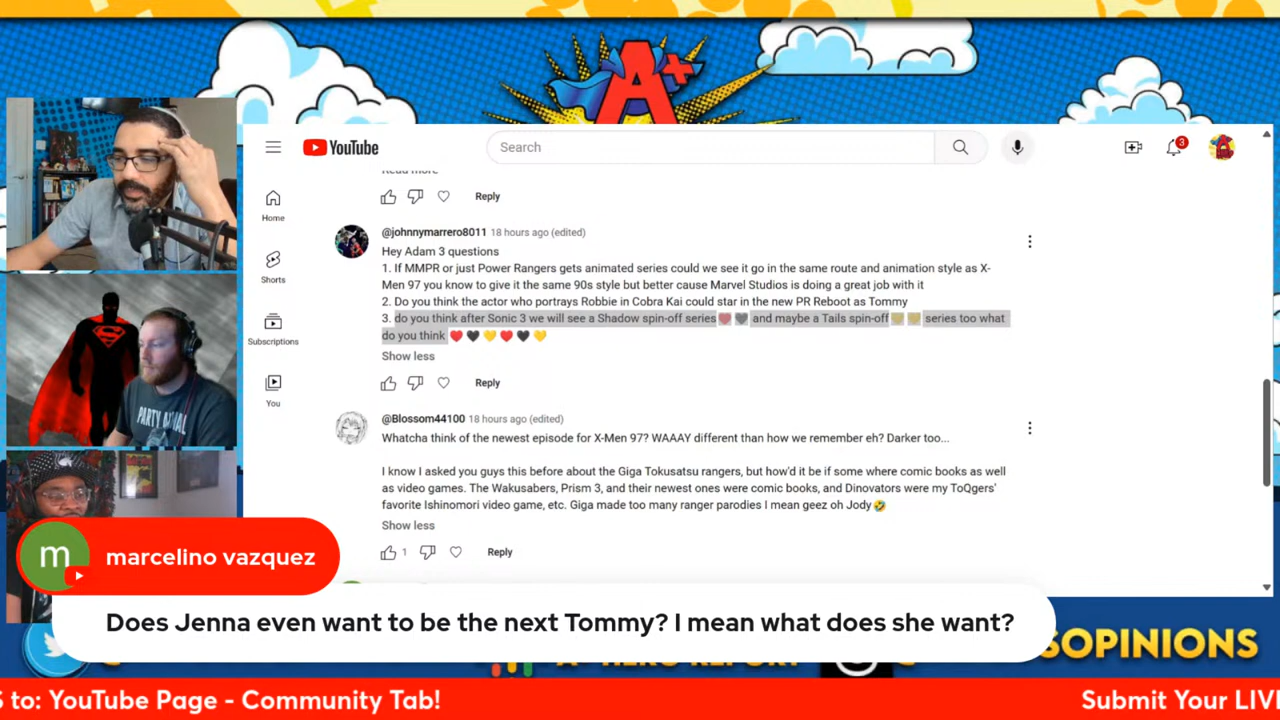 A+
YouTube
Search
3
Home
Shorts
Subscriptions
You
Read more
Reply
@johnnymarrero8011 18 hours ago (edited)
Hey Adam 3 questions
1. If MMPR or just Power Rangers gets animated series could we see it go in the same route and animation style as X-
Men 97 you know to give it the same 90s style but better cause Marvel Studios is doing a great job with it
2. Do you think the actor who portrays Robbie in Cobra Kai could star in the new PR Reboot as Tommy
3. do you think after Sonic 3 we will see a Shadow spin-off series❤️ 🖤 and maybe a Tails spin-off💛 💛 series too what
do you think ❤️ 🖤 💛 ❤️ 🖤 💛
Show less
Reply
@Blossom44100 18 hours ago (edited)
Whatcha think of the newest episode for X-Men 97? WAAAY different than how we remember eh? Darker too...
I know I asked you guys this before about the Giga Tokusatsu rangers, but how'd it be if some where comic books as well
as video games. The Wakusabers, Prism 3, and their newest ones were comic books, and Dinovators were my ToQgers'
favorite Ishinomori video game, etc. Giga made too many ranger parodies I mean geez oh Jody 🤣
Show less
1
Reply
PARTY ANIMAL
m
marcelino vazquez
Does Jenna even want to be the next Tommy? I mean what does she want?
SOPINIONS
S to: YouTube Page - Community Tab!
Submit Your LIV